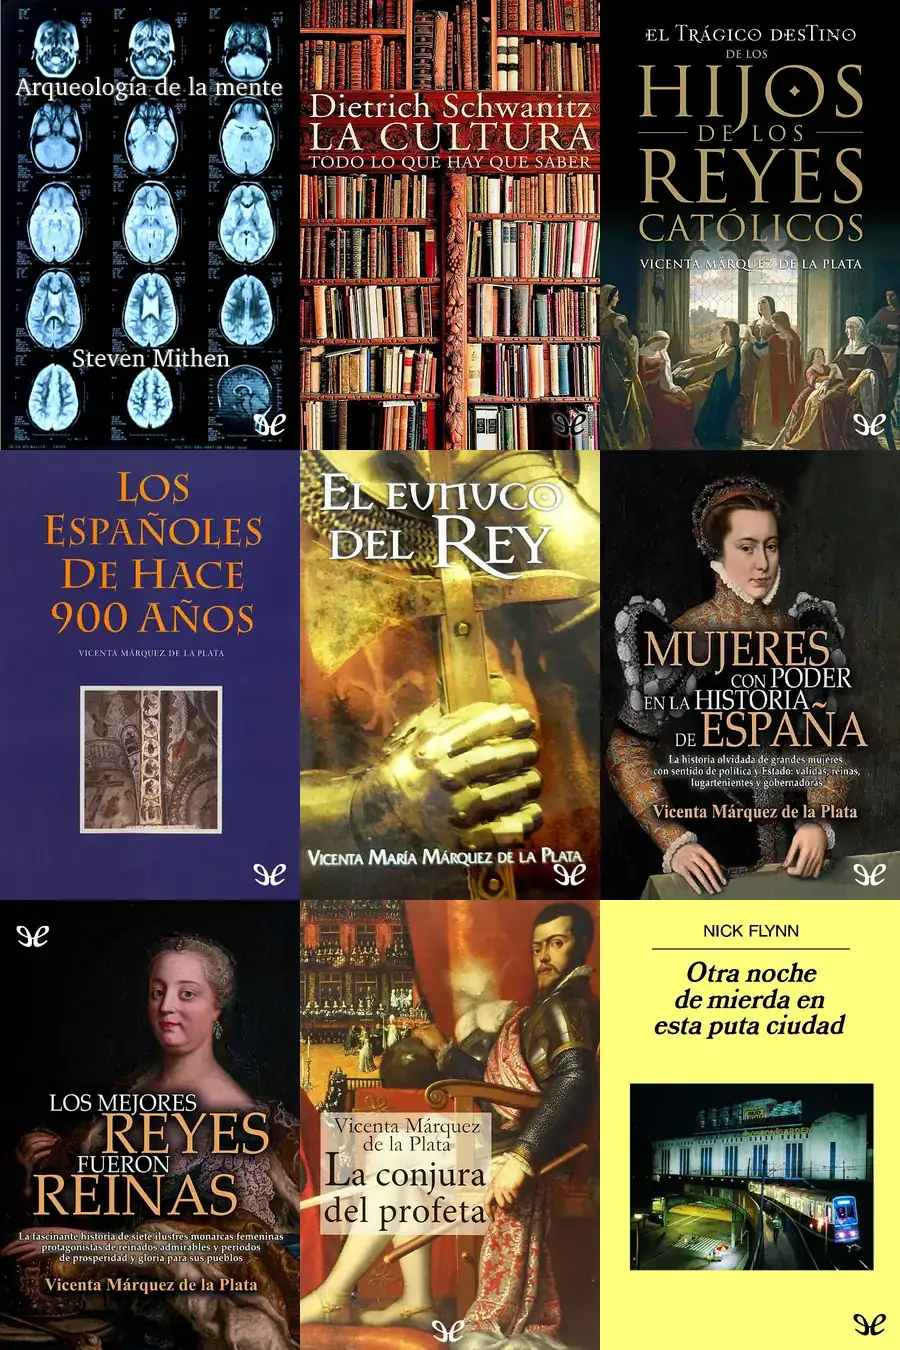 Arqueología de la mente
Steven Mithen
Dietrich Schwanitz
LA CULTURA
TODO LO QUE HAY QUE SABER
EL TRÁGICO DESTINO
DE LOS
HIJOS
DE LOS
REYES
CATÓLICOS
VICENTA MÁRQUEZ DE LA PLATA
LOS
ESPAÑOLES
DE HACE
900 AÑOS
VICENTA MÁRQUEZ DE LA PLATA
EL EUNUCO
DEL REY
VICENTA MARÍA MÁRQUEZ DE LA PLATA
MUJERES
CON PODER
EN LA HISTORIA
DE ESPAÑA
La historia olvidada de grandes mujeres
con sentido de política y Estado: validas, reinas,
lugartenientes y gobernadoras
Vicenta Márquez de la Plata
LOS MEJORES
REYES
FUERON
REINAS
La fascinante historia de siete ilustres monarcas femeninas
protagonistas de reinados admirables y periodos
de prosperidad y gloria para sus pueblos
Vicenta Márquez de la Plata
Vicenta Márquez
de la Plata
La conjura
del profeta
NICK FLYNN
Otra noche
de mierda en
esta puta ciudad
BOSTON GARDEN